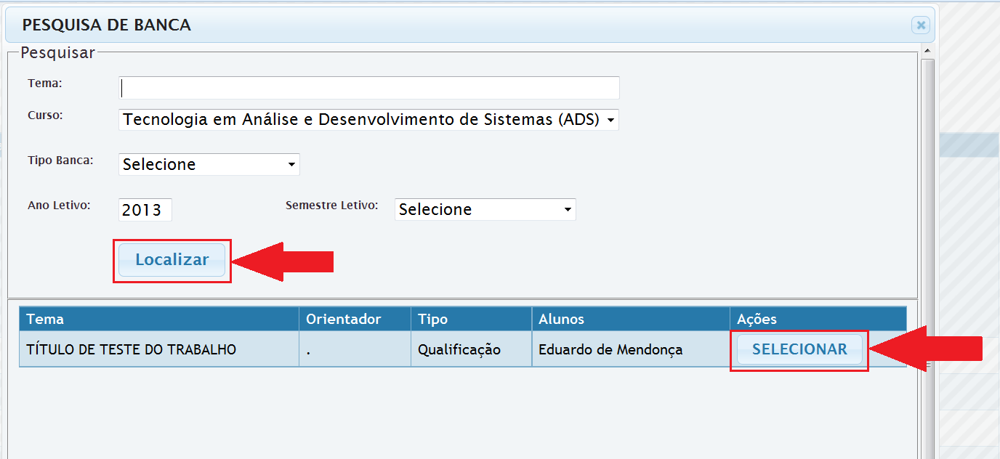 PESQUISA DE BANCA
Pesquisar
Tema:
Curso: Tecnologia em Análise e Desenvolvimento de Sistemas (ADS)
Tipo Banca: Selecione
Ano Letivo: 2013 Semestre Letivo: Selecione
Localizar
Tema Orientador Tipo Alunos Ações
TÍTULO DE TESTE DO TRABALHO . Qualificação Eduardo de Mendonça SELECIONAR